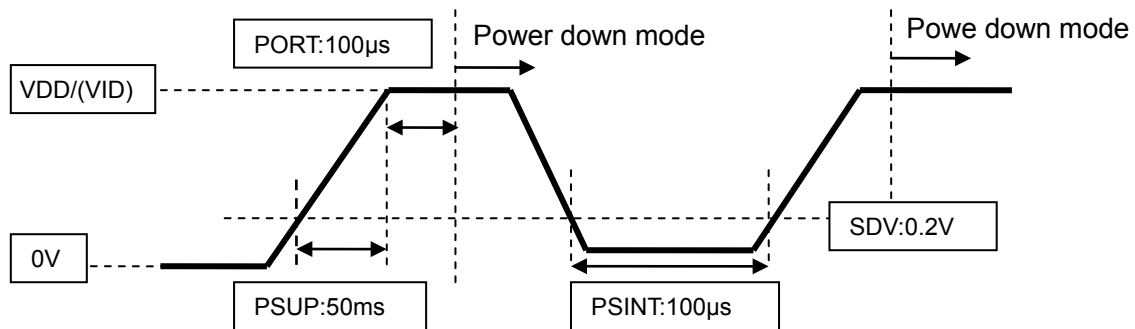 PORT:100µs
Power down mode
Powe down mode
VDD/(VID)
SDV:0.2V
0V
PSUP:50ms
PSINT:100µs